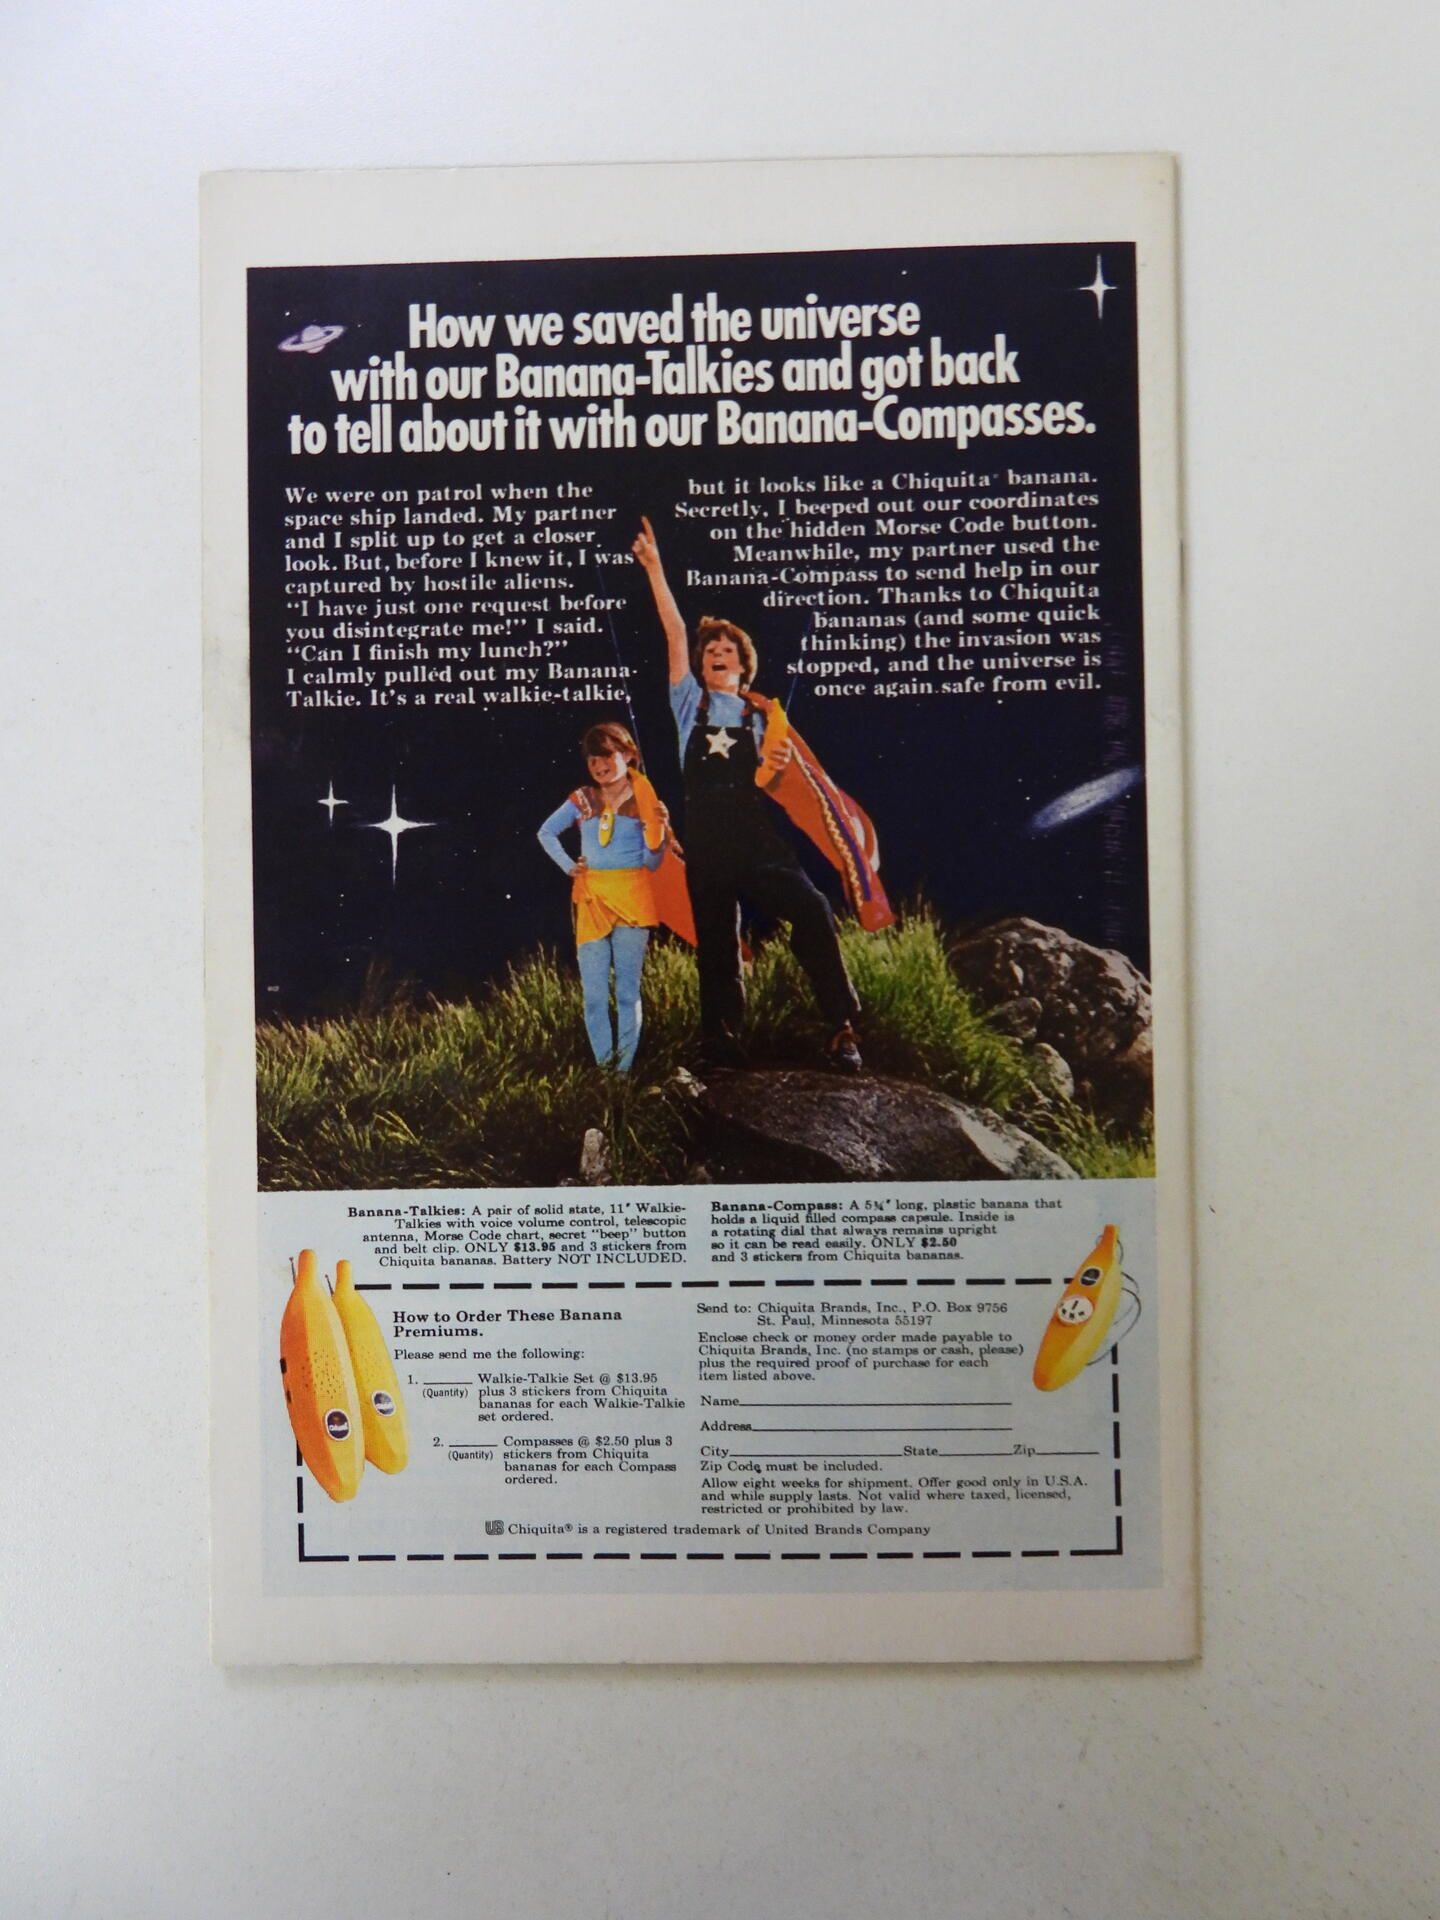 How we saved the universe
with our Banana-Talkies and got back
to tell about it with our Banana-Compasses.
We were on patrol when the
space ship landed. My partner
and I split up to get a closer
look. But, before I knew it, I was
captured by hostile aliens.
"I have just one request before
you disintegrate me!" I said.
"Can I finish my lunch?"
I calmly pulled out my Banana-
Talkie. It's a real walkie-talkie,
but it looks like a Chiquita® banana.
Secretly, I beeped out our coordinates
on the hidden Morse Code button.
Meanwhile, my partner used the
Banana-Compass to send help in our
direction. Thanks to Chiquita
bananas (and some quick
thinking) the invasion was
stopped, and the universe is
once again safe from evil.
Banana-Talkies: A pair of solid state, 11" Walkie-
Talkies with voice volume control, telescopic
antenna, Morse Code chart, secret "beep" button
and belt clip. ONLY $13.95 and 3 stickers from
Chiquita bananas. Battery NOT INCLUDED.
Banana-Compass: A 5¼" long, plastic banana that
holds a liquid filled compass capsule. Inside is
a rotating dial that always remains upright
so it can be read easily. ONLY $2.50
and 3 stickers from Chiquita bananas.
How to Order These Banana
Premiums.
Please send me the following:
1. ______ Walkie-Talkie Set @ $13.95
(Quantity) plus 3 stickers from Chiquita
bananas for each Walkie-Talkie
set ordered.
2. ______ Compasses @ $2.50 plus 3
(Quantity) stickers from Chiquita
bananas for each Compass
ordered.
Send to: Chiquita Brands, Inc., P.O. Box 9756
St. Paul, Minnesota 55197
Enclose check or money order made payable to
Chiquita Brands, Inc. (no stamps or cash, please)
plus the required proof of purchase for each
item listed above.
Name
Address
City State Zip
Zip Code must be included.
Allow eight weeks for shipment. Offer good only in U.S.A.
and while supply lasts. Not valid where taxed, licensed,
restricted or prohibited by law.
UB Chiquita® is a registered trademark of United Brands Company